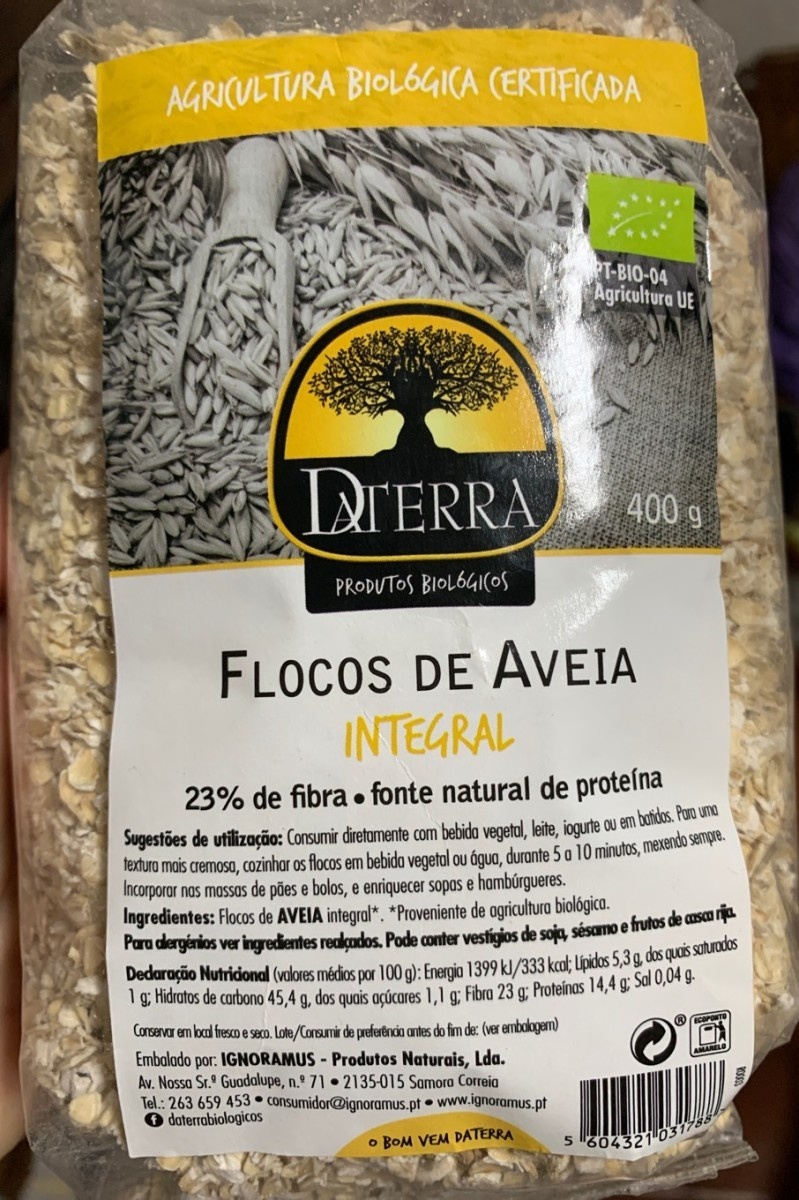 AGRICULTURA BIOLÓGICA CERTIFICADA
PT-BIO-04
Agricultura UE
DATERRA
400 g
PRODUTOS BIOLÓGICOS
FLOCOS DE AVEIA
INTEGRAL
23% de fibra • fonte natural de proteína
Sugestões de utilização: Consumir diretamente com bebida vegetal, leite, iogurte ou em batidos. Para uma
textura mais cremosa, cozinhar os flocos em bebida vegetal ou água, durante 5 a 10 minutos, mexendo sempre.
Incorporar nas massas de pães e bolos, e enriquecer sopas e hambúrgueres.
Ingredientes: Flocos de AVEIA integral*. *Proveniente de agricultura biológica.
Para alergénios ver ingredientes realçados. Pode conter vestígios de soja, sésamo e frutos de casca rija.
Declaração Nutricional (valores médios por 100 g): Energia 1399 kJ/333 kcal; Lípidos 5,3 g, dos quais saturados
1 g; Hidratos de carbono 45,4 g, dos quais açúcares 1,1 g; Fibra 23 g; Proteínas 14,4 g; Sal 0,04 g.
Conservar em local fresco e seco. Lote/Consumir de preferência antes do fim de: (ver embalagem)
Embalado por: IGNORAMUS - Produtos Naturais, Lda.
Av. Nossa Sr.ª Guadalupe, n.º 71 • 2135-015 Samora Correia
Tel.: 263 659 453 • consumidor@ignoramus.pt • www.ignoramus.pt
daterrabiologicos
O BOM VEM DATERRA
®
ECOPONTO
AMARELO
5 604321 031788